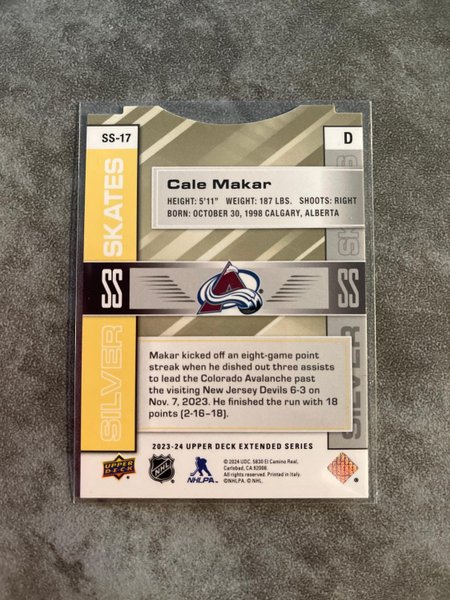 SS-17
D
SILVER SKATES
Cale Makar
HEIGHT: 5'11" WEIGHT: 187 LBS. SHOOTS: RIGHT
BORN: OCTOBER 30, 1998 CALGARY, ALBERTA
SS
SS
Makar kicked off an eight-game point
streak when he dished out three assists
to lead the Colorado Avalanche past
the visiting New Jersey Devils 6-3 on
Nov. 7, 2023. He finished the run with 18
points (2-16–18).
SILVER SKATES
2023-24 UPPER DECK EXTENDED SERIES
UPPER DECK
NHL
NHLPA
© 2024 UDC. 5830 El Camino Real,
Carlsbad, CA 92008.
All rights reserved. Printed in Italy.
©NHLPA. © NHL.